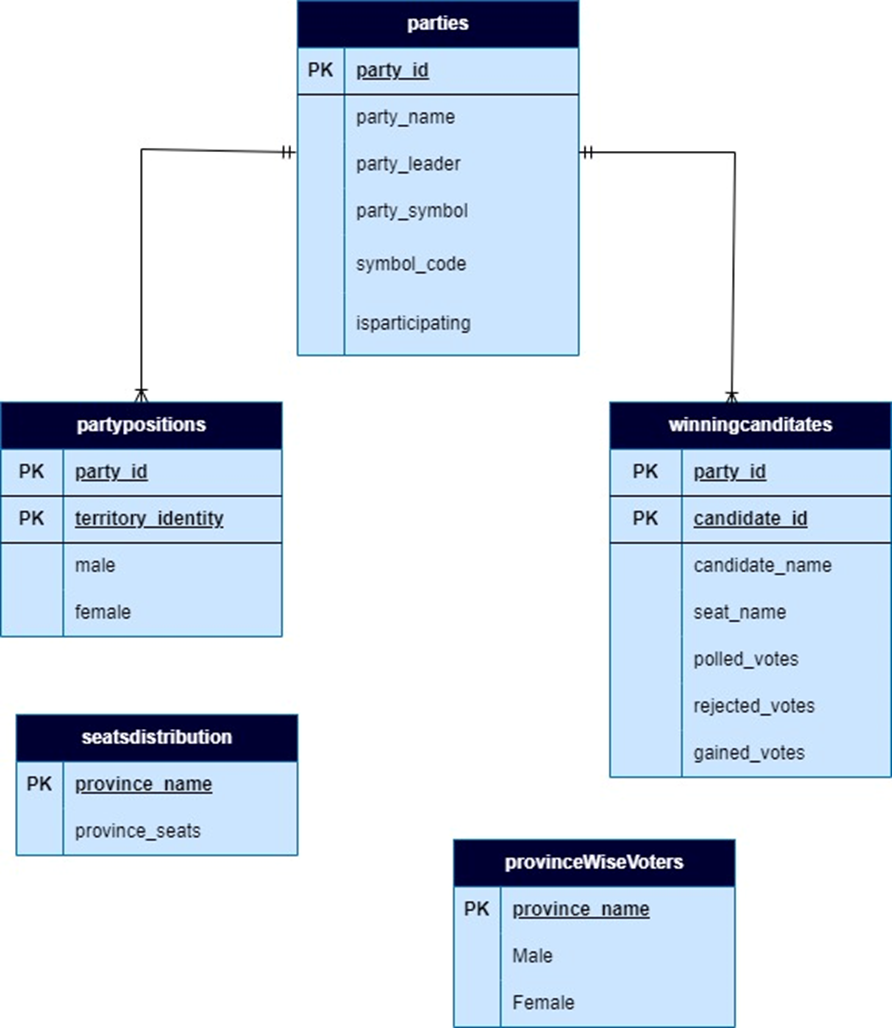 parties
PK party_id
party_name
party_leader
party_symbol
symbol_code
isparticipating
partypositions
PK party_id
PK territory_identity
male
female
winningcanditates
PK party_id
PK candidate_id
candidate_name
seat_name
polled_votes
rejected_votes
gained_votes
seatsdistribution
PK province_name
province_seats
provinceWiseVoters
PK province_name
Male
Female